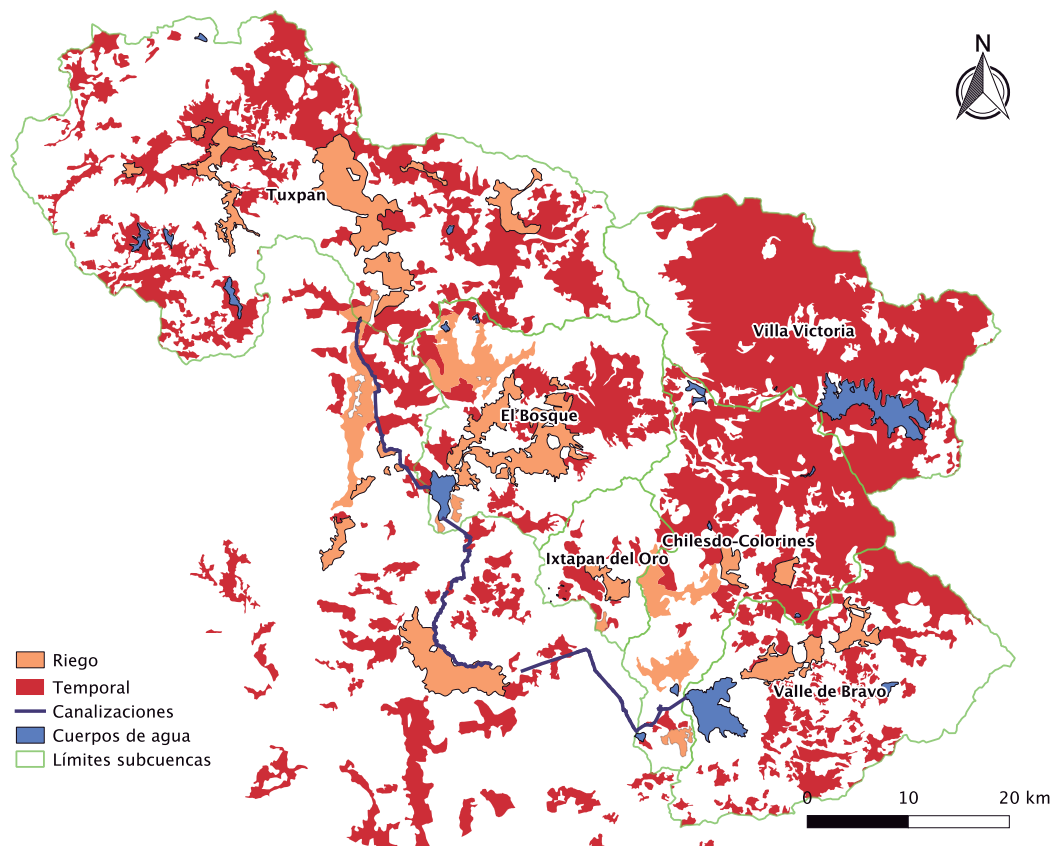 N
Tuxpan
Villa Victoria
El Bosque
Ixtapan del Oro
Chilesdo-Colorines
Valle de Bravo
Riego
Temporal
Canalizaciones
Cuerpos de agua
Límites subcuencas
0 10 20 km